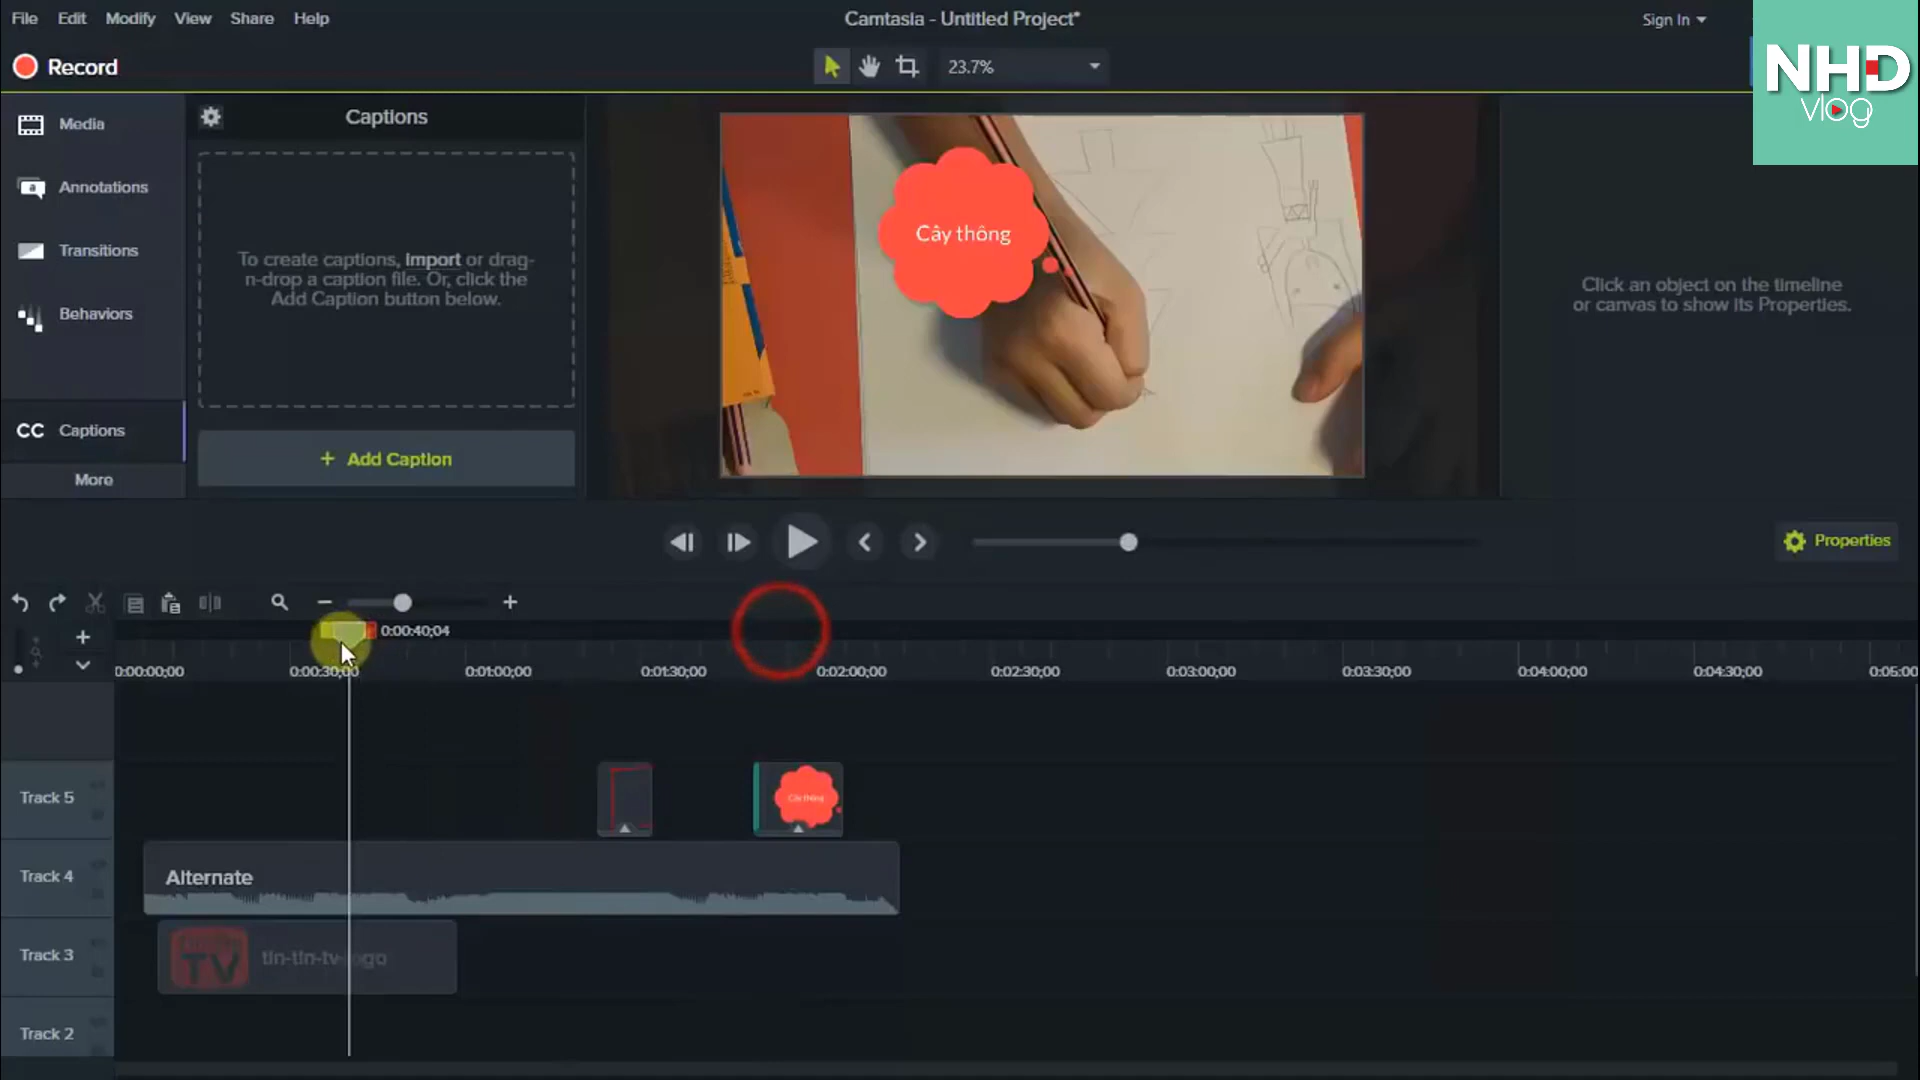 File Edit Modify View Share Help
Camtasia - Untitled Project*
Sign In
NHD
vlog
Record
23.7%
Media
Annotations
Transitions
Behaviors
CC Captions
More
Captions
To create captions, Import or drag-
n-drop a caption file. Or, click the
Add Caption button below.
+ Add Caption
Cây thông
Click an object on the timeline
or canvas to show its Properties.
Properties
0:00:40;04
0:00:00;00 0:00:30;00 0:01:00;00 0:01:30;00 0:02:00;00 0:02:30;00 0:03:00;00 0:03:30;00 0:04:00;00 0:04:30;00 0:05:00
Track 5
Cây thông
Track 4
Alternate
Track 3
TV
Track 2